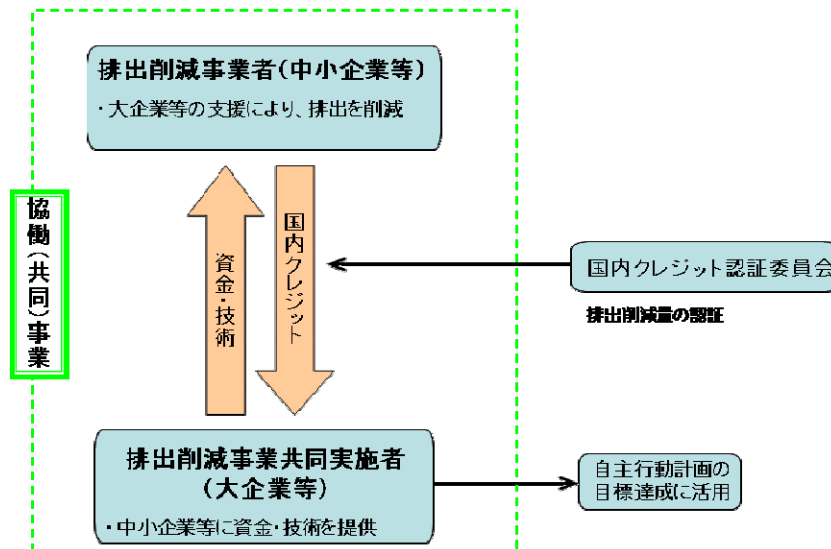 排出削減事業者(中小企業等)
・大企業等の支援により、排出を削減
協働(共同)事業
資金・技術
国内クレジット
国内クレジット認証委員会
排出削減量の認証
排出削減事業共同実施者
(大企業等)
・中小企業等に資金・技術を提供
自主行動計画の
目標達成に活用